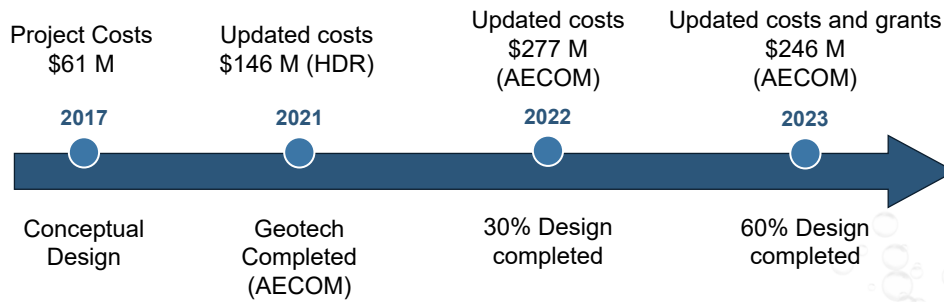 Project Costs
$61 M
Updated costs
$146 M (HDR)
Updated costs
$277 M
(AECOM)
Updated costs and grants
$246 M
(AECOM)
2017
2021
2022
2023
Conceptual
Design
Geotech
Completed
(AECOM)
30% Design
completed
60% Design
completed